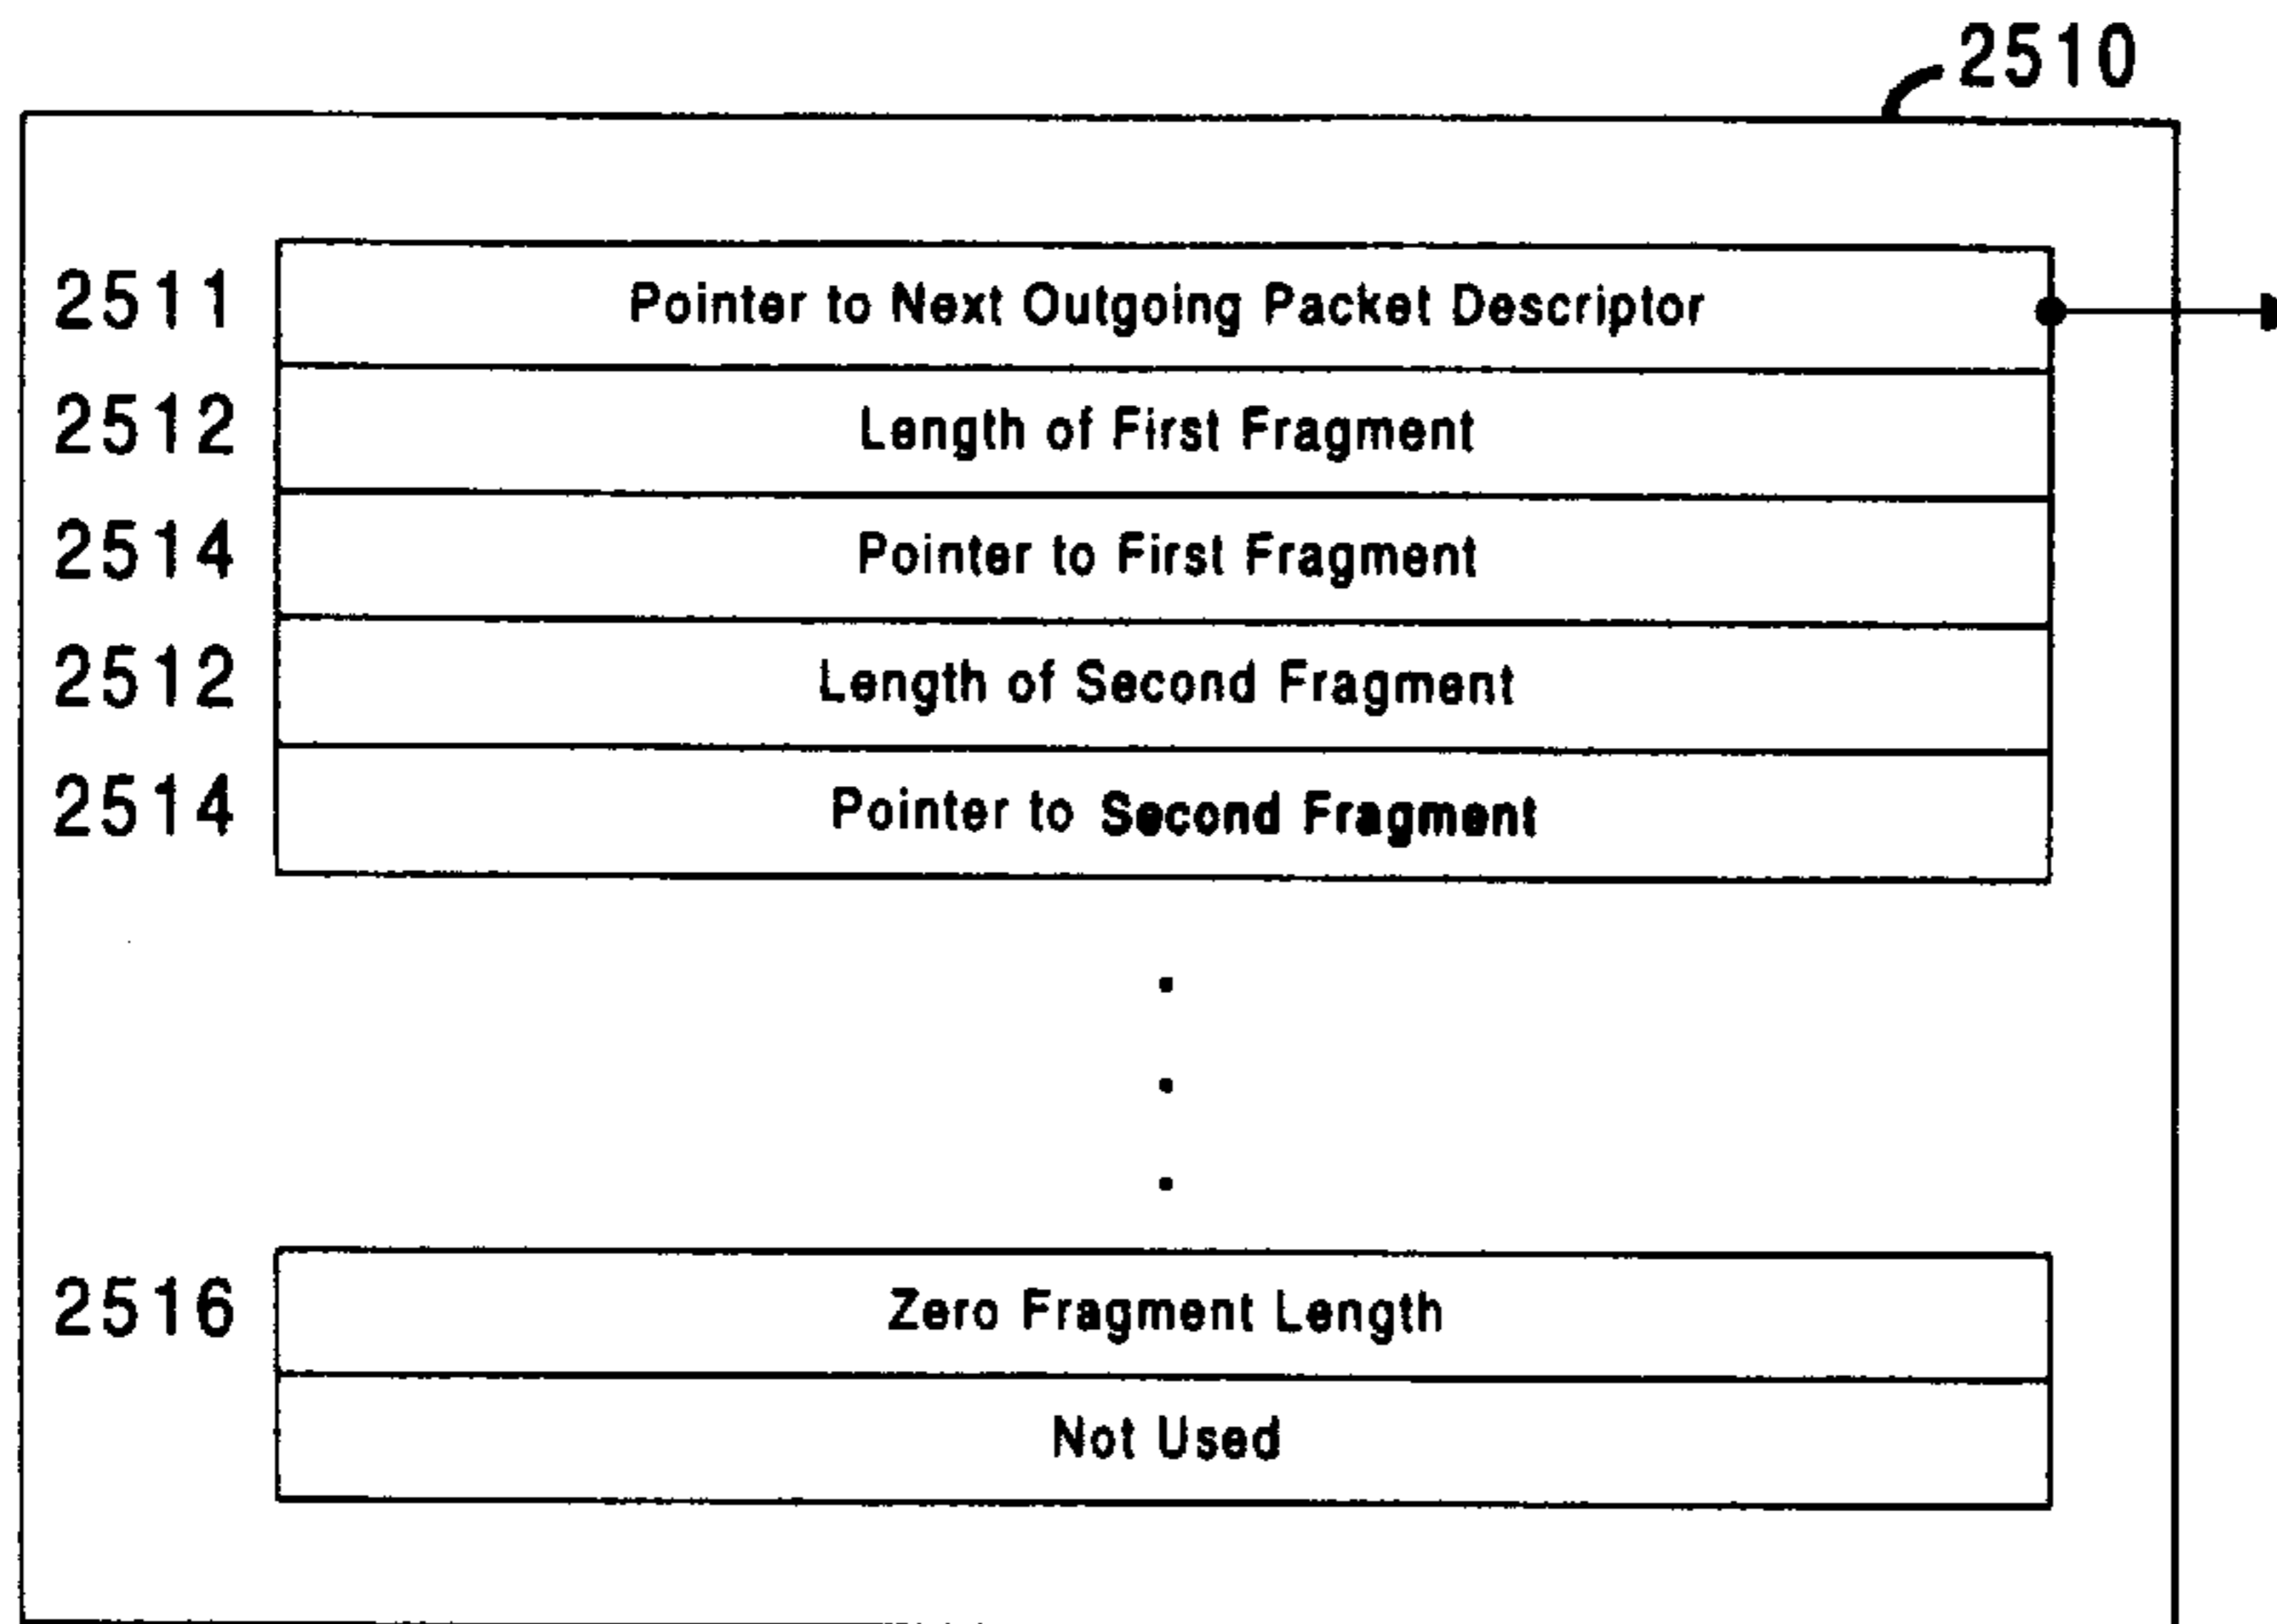 2510
2511 Pointer to Next Outgoing Packet Descriptor
2512 Length of First Fragment
2514 Pointer to First Fragment
2512 Length of Second Fragment
2514 Pointer to Second Fragment
2516 Zero Fragment Length
Not Used